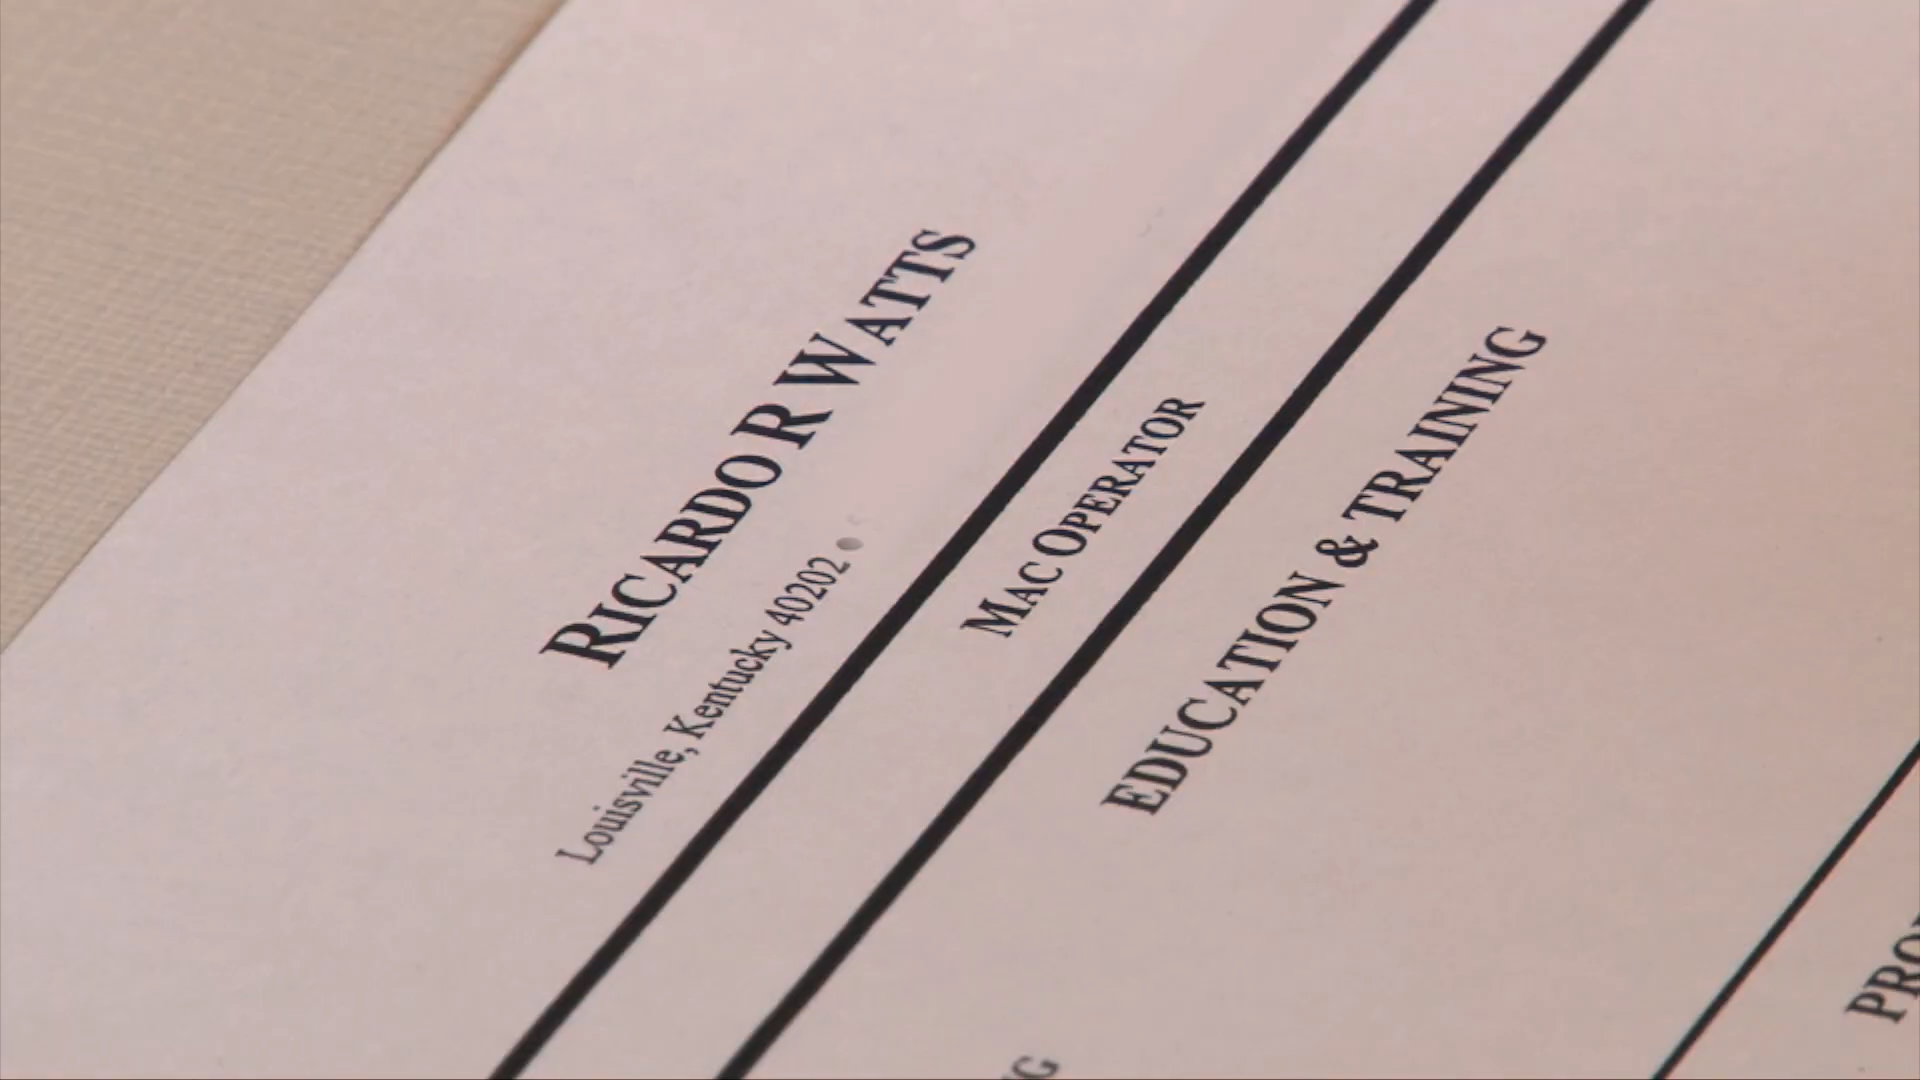 RICARDO R WATTS
Louisville, Kentucky 40202 •
MAC OPERATOR
EDUCATION & TRAINING